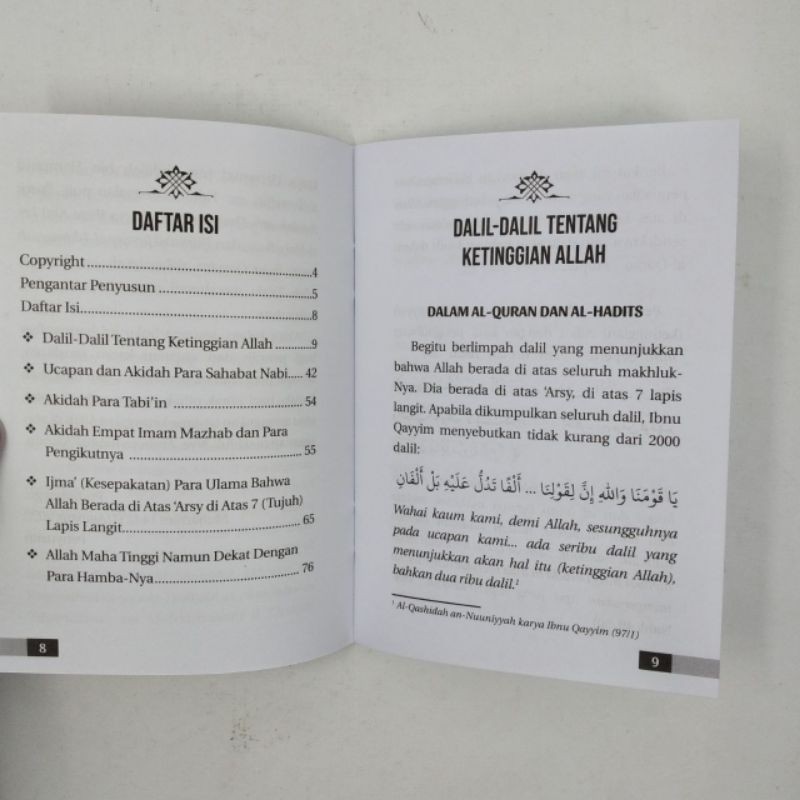 DAFTAR ISI
Copyright ........................................................4
Pengantar Penyusun ........................................5
Daftar Isi............................................................8
❖ Dalil-Dalil Tentang Ketinggian Allah ...........9
❖ Ucapan dan Akidah Para Sahabat Nabi..... 42
❖ Akidah Para Tabi'in ................................... 54
❖ Akidah Empat Imam Mazhab dan Para
Pengikutnya ............................................... 55
❖ Ijma' (Kesepakatan) Para Ulama Bahwa
Allah Berada di Atas 'Arsy di Atas 7 (Tujuh)
Lapis Langit................................................ 65
❖ Allah Maha Tinggi Namun Dekat Dengan
Para Hamba-Nya........................................ 76
8
DALIL-DALIL TENTANG
KETINGGIAN ALLAH
DALAM AL-QURAN DAN AL-HADITS
Begitu berlimpah dalil yang menunjukkan
bahwa Allah berada di atas seluruh makhluk-
Nya. Dia berada di atas 'Arsy, di atas 7 lapis
langit. Apabila dikumpulkan seluruh dalil, Ibnu
Qayyim menyebutkan tidak kurang dari 2000
dalil:
يَا قَوْمَنَا وَاللهِ إِنَّ لِقَوْلِنَا ... أَلْفًا تَدُلُّ عَلَيْهِ بَلْ أَلْفَانِ
Wahai kaum kami, demi Allah, sesungguhnya
pada ucapan kami... ada seribu dalil yang
menunjukkan akan hal itu (ketinggian Allah),
bahkan dua ribu dalil.¹
¹ Al-Qashidah an-Nuuniyyah karya Ibnu Qayyim (97/1)
9